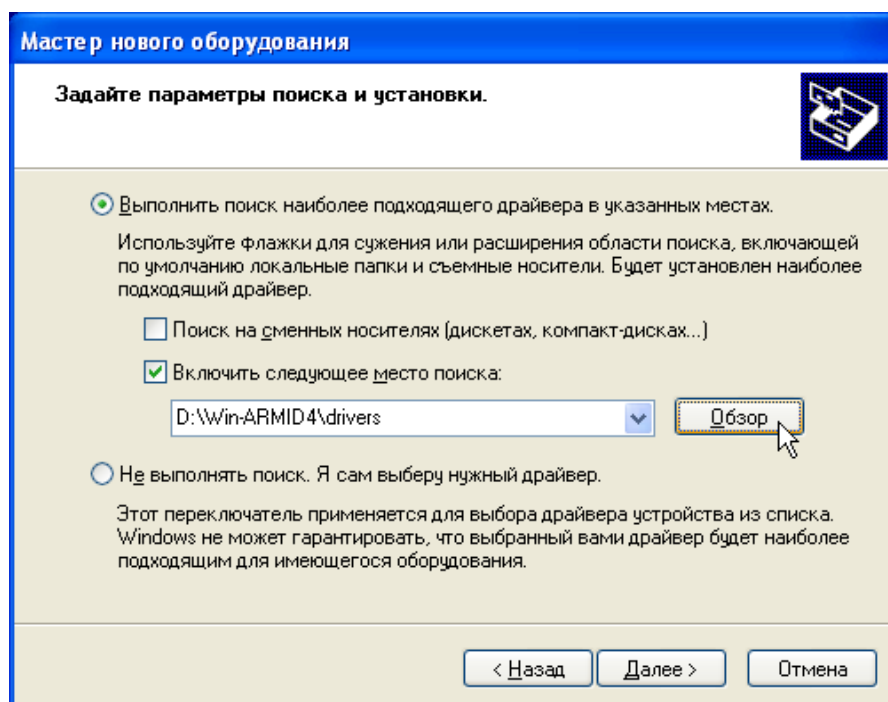 Мастер нового оборудования
Задайте параметры поиска и установки.
Выполнить поиск наиболее подходящего драйвера в указанных местах.
Используйте флажки для сужения или расширения области поиска, включающей
по умолчанию локальные папки и съемные носители. Будет установлен наиболее
подходящий драйвер.
Поиск на сменных носителях (дискетах, компакт-дисках...)
Включить следующее место поиска:
D:\Win-ARMID4\drivers
Обзор
Не выполнять поиск. Я сам выберу нужный драйвер.
Этот переключатель применяется для выбора драйвера устройства из списка.
Windows не может гарантировать, что выбранный вами драйвер будет наиболее
подходящим для имеющегося оборудования.
< Назад Далее > Отмена